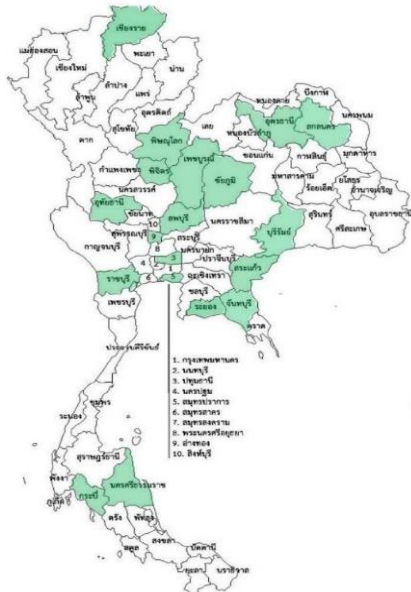 เชียงราย
แม่ฮ่องสอน
เชียงใหม่
พะเยา
น่าน
ลำปาง
ลำพูน
แพร่
อุตรดิตถ์
สุโขทัย
ตาก
พิษณุโลก
กำแพงเพชร
พิจิตร
เพชรบูรณ์
นครสวรรค์
อุทัยธานี
ชัยนาท
ลพบุรี
ชัยภูมิ
เลย
หนองคาย
บึงกาฬ
หนองบัวลำภู
อุดรธานี
สกลนคร
นครพนม
ขอนแก่น
กาฬสินธุ์
มุกดาหาร
มหาสารคาม
ร้อยเอ็ด
ยโสธร
อำนาจเจริญ
นครราชสีมา
บุรีรัมย์
สุรินทร์
ศรีสะเกษ
อุบลราชธานี
10
9
8
สุพรรณบุรี
สระบุรี
กาญจนบุรี
นครนายก
ปราจีนบุรี
สระแก้ว
4
2
3
1
5
6
ฉะเชิงเทรา
ราชบุรี
ชลบุรี
เพชรบุรี
ระยอง
จันทบุรี
ตราด
ประจวบคีรีขันธ์
1. กรุงเทพมหานคร
2. นนทบุรี
3. ปทุมธานี
4. นครปฐม
5. สมุทรปราการ
6. สมุทรสาคร
7. สมุทรสงคราม
8. พระนครศรีอยุธยา
9. อ่างทอง
10. สิงห์บุรี
ชุมพร
ระนอง
สุราษฎร์ธานี
พังงา
ภูเก็ต
กระบี่
นครศรีธรรมราช
ตรัง
พัทลุง
สตูล
สงขลา
ปัตตานี
ยะลา
นราธิวาส